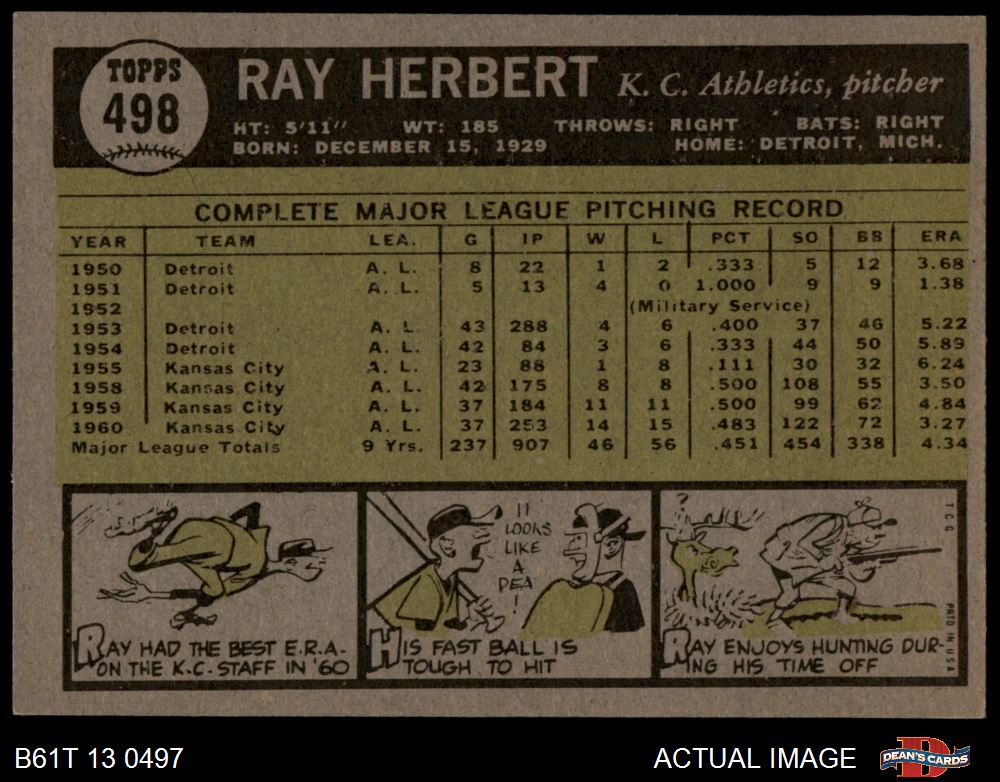 TOPPS
498
RAY HERBERT K. C. Athletics, pitcher
HT: 5'11" WT: 185 THROWS: RIGHT BATS: RIGHT
BORN: DECEMBER 15, 1929 HOME: DETROIT, MICH.
COMPLETE MAJOR LEAGUE PITCHING RECORD
YEAR TEAM LEA. G IP W L PCT SO BB ERA
1950 Detroit A. L. 8 22 1 2 .333 5 12 3.68
1951 Detroit A. L. 5 13 4 0 1.000 9 9 1.38
1952 (Military Service)
1953 Detroit A. L. 43 288 4 6 .400 37 46 5.22
1954 Detroit A. L. 42 84 3 6 .333 44 50 5.89
1955 Kansas City A. L. 23 88 1 8 .111 30 32 6.24
1958 Kansas City A. L. 42 175 8 8 .500 108 55 3.50
1959 Kansas City A. L. 37 184 11 11 .500 99 62 4.84
1960 Kansas City A. L. 37 253 14 15 .483 122 72 3.27
Major League Totals 9 Yrs. 237 907 46 56 .451 454 338 4.34
RAY HAD THE BEST E.R.A.
ON THE K.C. STAFF IN '60
IT
LOOKS
LIKE
A
PEA
!
HIS FAST BALL IS
TOUGH TO HIT
?
RAY ENJOYS HUNTING DUR-
ING HIS TIME OFF
T.C.G.
PRTD. IN U.S.A.
B61T 13 0497 ACTUAL IMAGE
DEAN'S CARDS